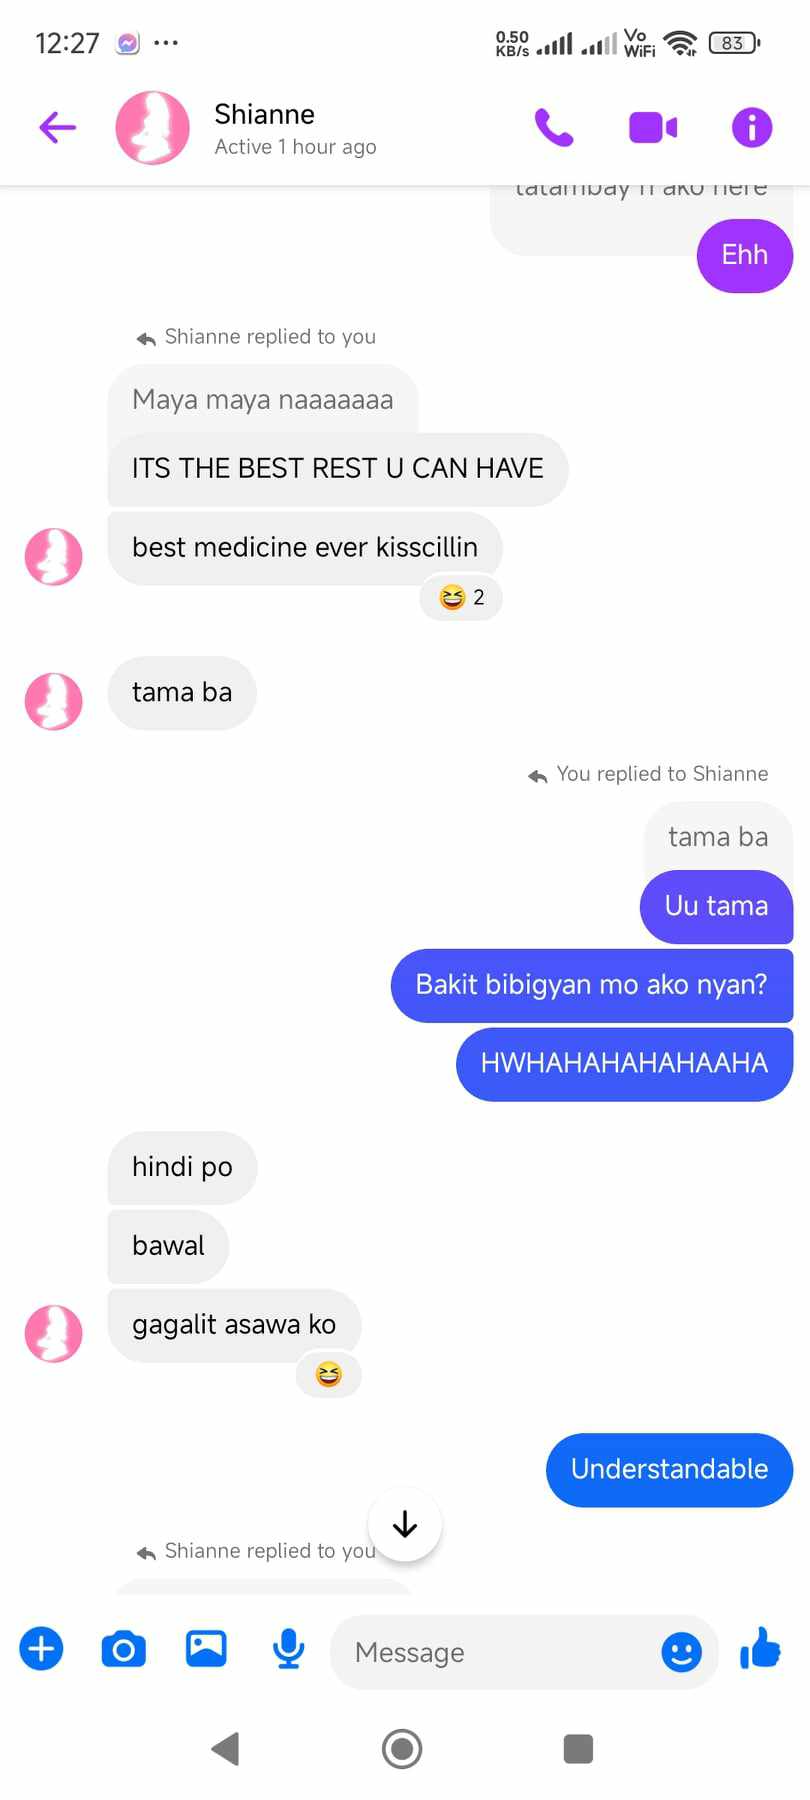 12:27
0.50
KB/s
Vo
WiFi
83
Shianne
Active 1 hour ago
tatambay n ako here
Ehh
Shianne replied to you
Maya maya naaaaaaa
ITS THE BEST REST U CAN HAVE
best medicine ever kisscillin
2
tama ba
You replied to Shianne
tama ba
Uu tama
Bakit bibigyan mo ako nyan?
HWHAHAHAHAHAAHA
hindi po
bawal
gagalit asawa ko
Understandable
Shianne replied to you
Message